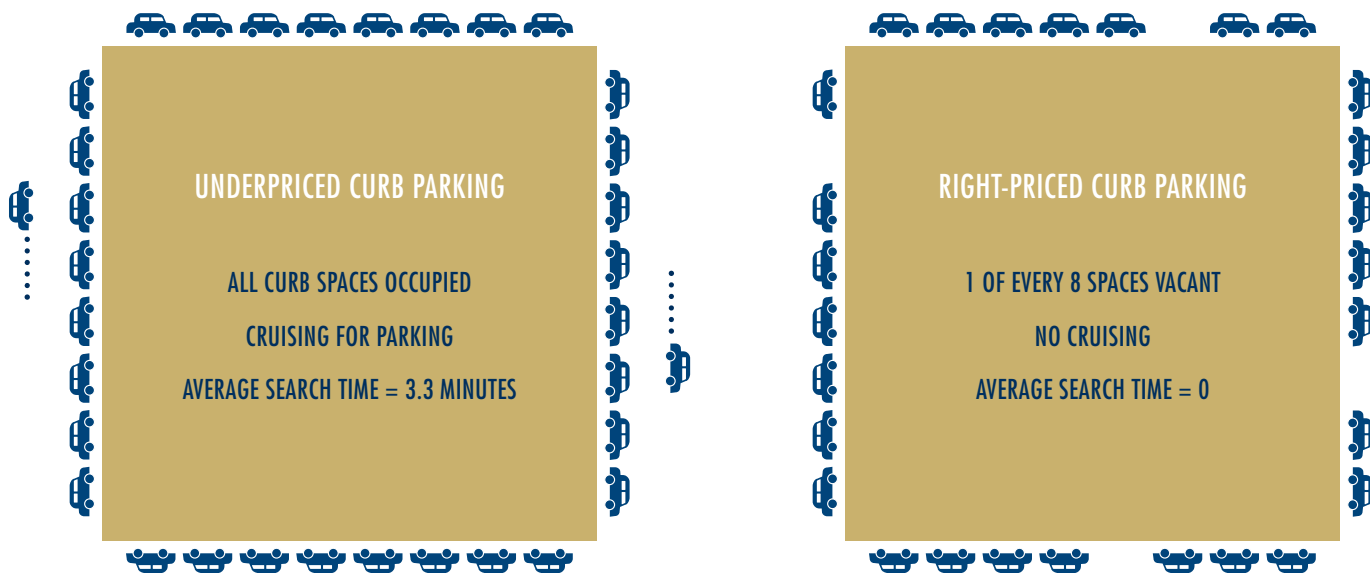 UNDERPRICED CURB PARKING
ALL CURB SPACES OCCUPIED
CRUISING FOR PARKING
AVERAGE SEARCH TIME = 3.3 MINUTES
RIGHT-PRICED CURB PARKING
1 OF EVERY 8 SPACES VACANT
NO CRUISING
AVERAGE SEARCH TIME = 0